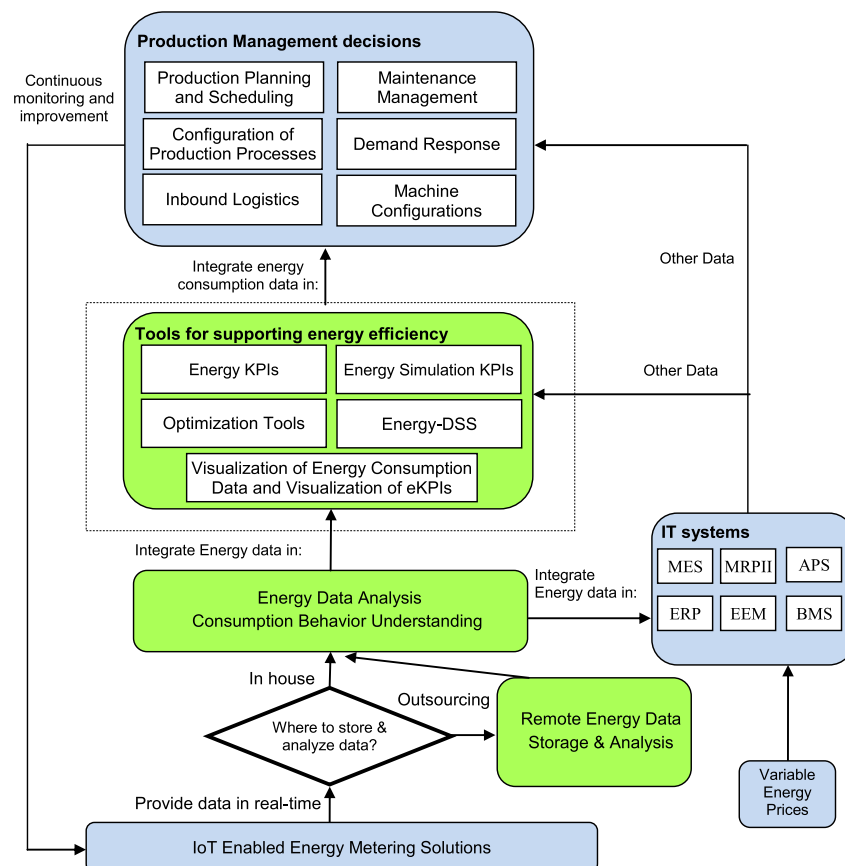 Production Management decisions
Continuous
monitoring and
improvement
Production Planning
and Scheduling
Maintenance
Management
Configuration of
Production Processes
Demand Response
Inbound Logistics
Machine
Configurations
Integrate energy
consumption data in:
Other Data
Tools for supporting energy efficiency
Energy KPIs
Energy Simulation KPIs
Other Data
Optimization Tools
Energy-DSS
Visualization of Energy Consumption
Data and Visualization of eKPIs
Integrate Energy data in:
IT systems
MES
MRPII
APS
ERP
EEM
BMS
Integrate
Energy data in:
Energy Data Analysis
Consumption Behavior Understanding
In house
Outsourcing
Where to store &
analyze data?
Remote Energy Data
Storage & Analysis
Variable
Energy
Prices
Provide data in real-time
IoT Enabled Energy Metering Solutions